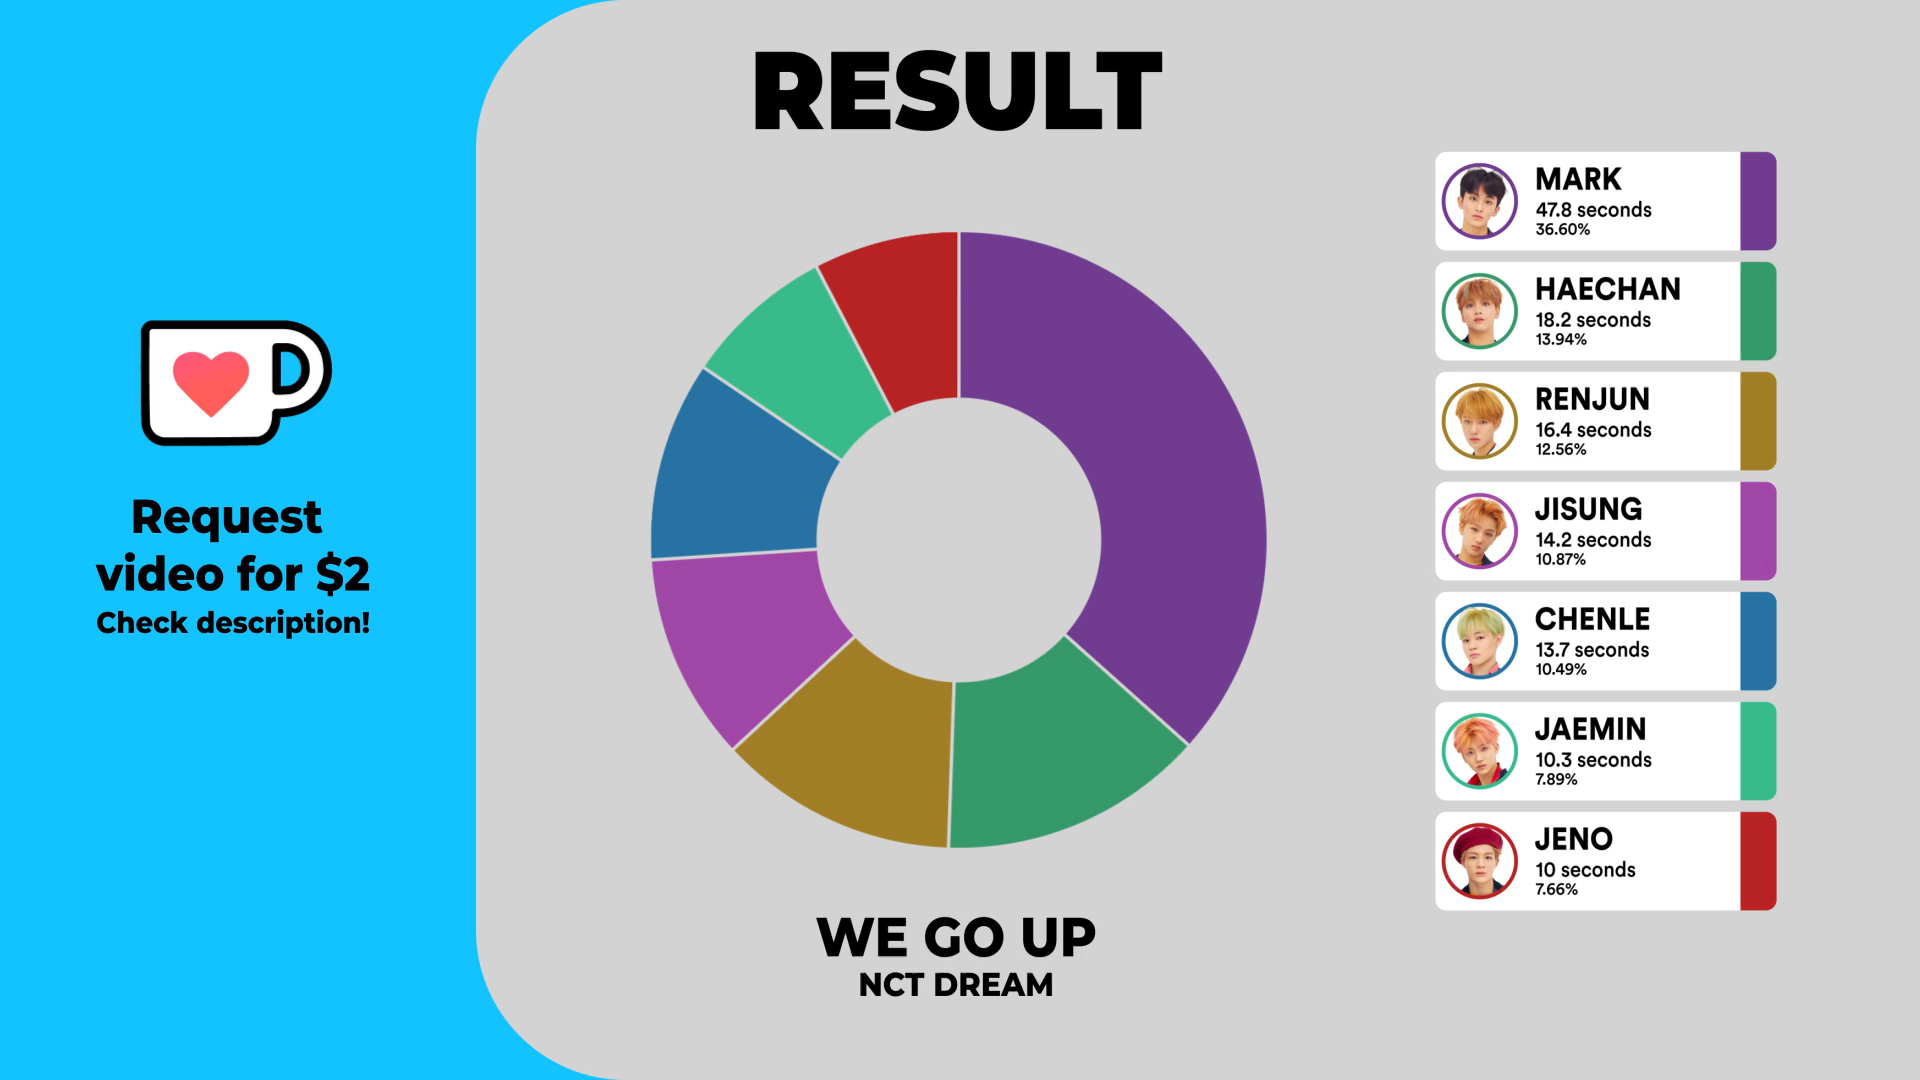 RESULT
Request
video for $2
Check description!
MARK
47.8 seconds
36.60%
HAECHAN
18.2 seconds
13.94%
RENJUN
16.4 seconds
12.56%
JISUNG
14.2 seconds
10.87%
CHENLE
13.7 seconds
10.49%
JAEMIN
10.3 seconds
7.89%
JENO
10 seconds
7.66%
WE GO UP
NCT DREAM